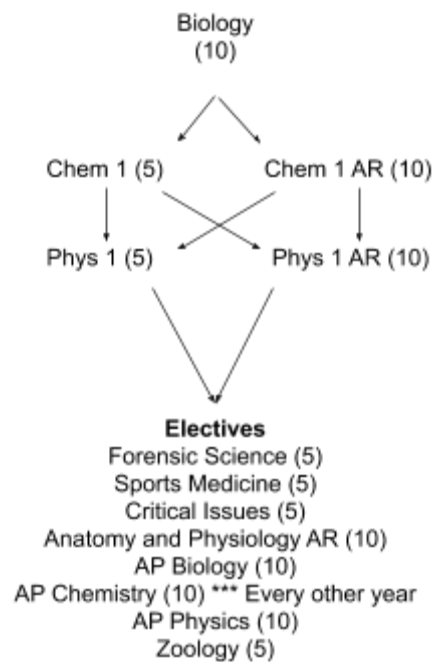 Biology
(10)
Chem 1 (5) Chem 1 AR (10)
Phys 1 (5) Phys 1 AR (10)
Electives
Forensic Science (5)
Sports Medicine (5)
Critical Issues (5)
Anatomy and Physiology AR (10)
AP Biology (10)
AP Chemistry (10) *** Every other year
AP Physics (10)
Zoology (5)